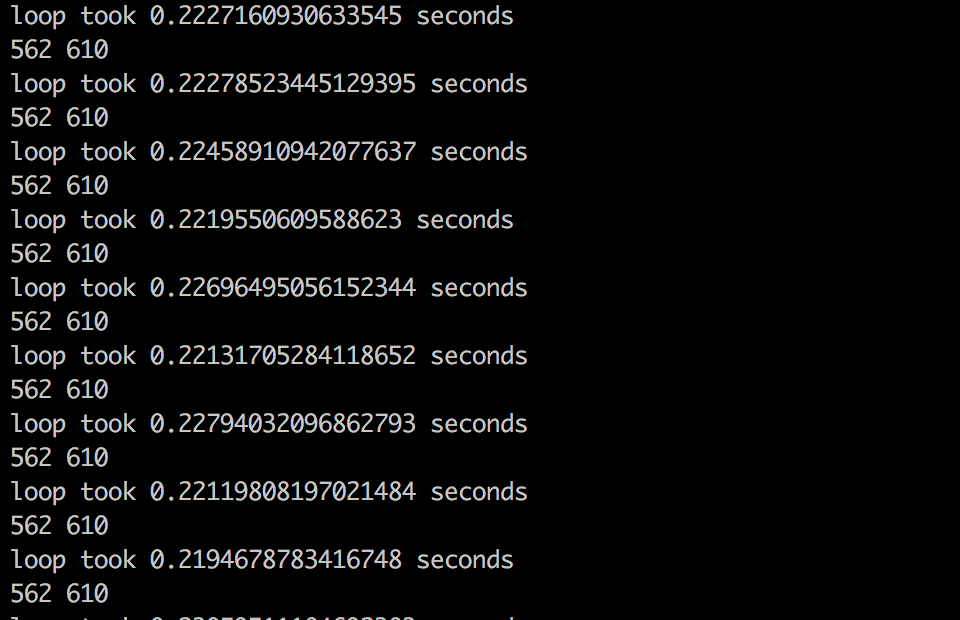 loop took 0.2227160930633545 seconds
562 610
loop took 0.22278523445129395 seconds
562 610
loop took 0.22458910942077637 seconds
562 610
loop took 0.2219550609588623 seconds
562 610
loop took 0.22696495056152344 seconds
562 610
loop took 0.22131705284118652 seconds
562 610
loop took 0.22794032096862793 seconds
562 610
loop took 0.22119808197021484 seconds
562 610
loop took 0.2194678783416748 seconds
562 610